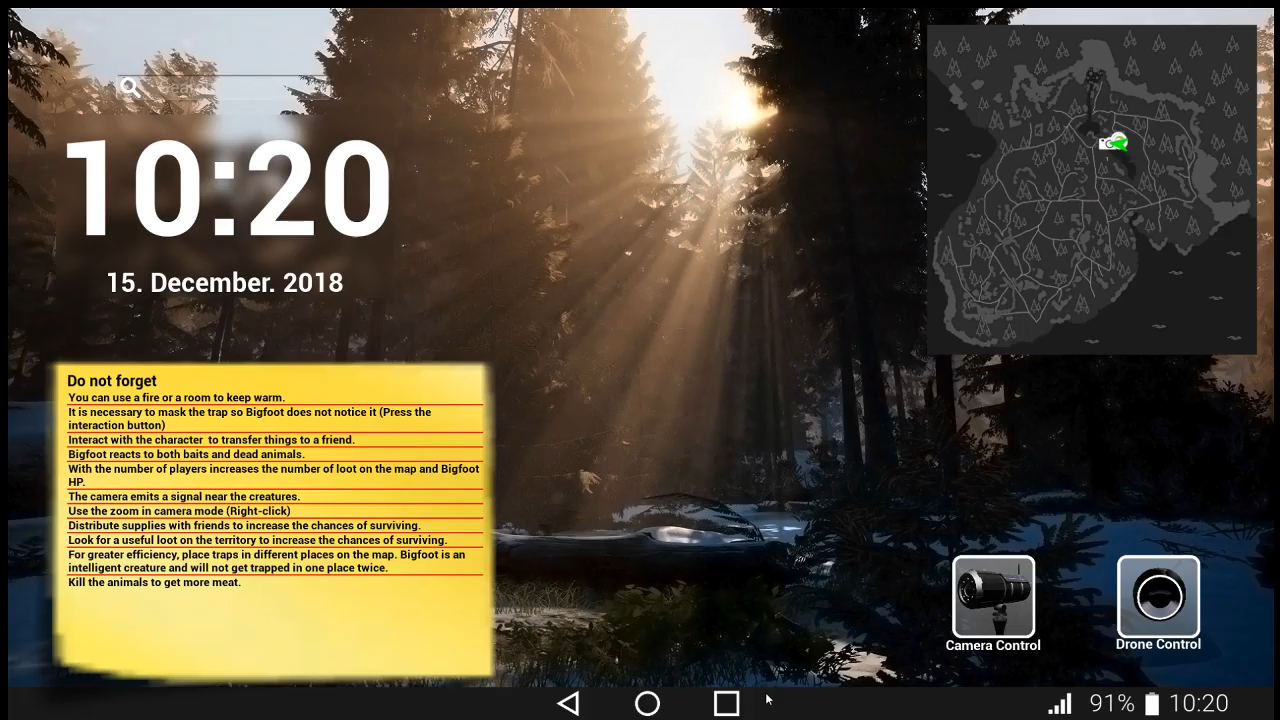 10:20
15. December. 2018
Do not forget
You can use a fire or a room to keep warm.
It is necessary to mask the trap so Bigfoot does not notice it (Press the
interaction button)
Interact with the character  to transfer things to a friend.
Bigfoot reacts to both baits and dead animals.
With the number of players increases the number of loot on the map and Bigfoot
HP.
The camera emits a signal near the creatures.
Use the zoom in camera mode (Right-click)
Distribute supplies with friends to increase the chances of surviving.
Look for a useful loot on the territory to increase the chances of surviving.
For greater efficiency, place traps in different places on the map. Bigfoot is an
intelligent creature and will not get trapped in one place twice.
Kill the animals to get more meat.
Camera Control
Drone Control
91%
10:20